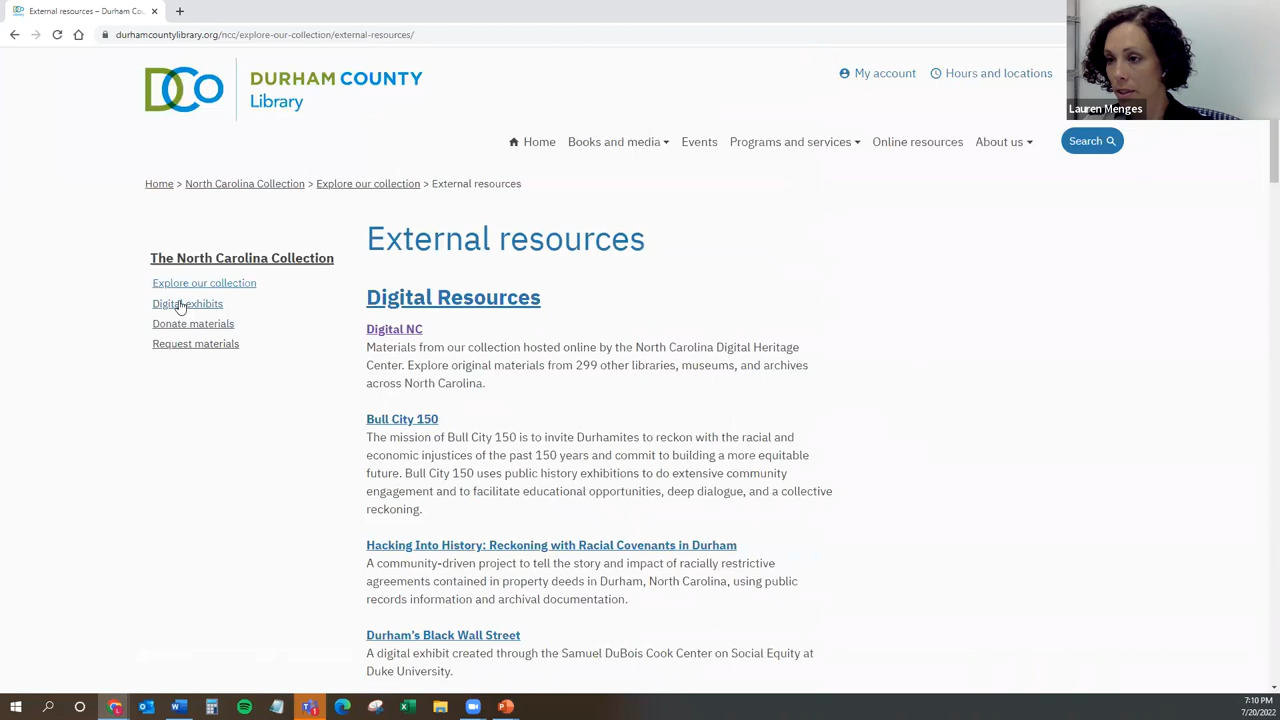 External resources – Durham Co
durhamcountylibrary.org/ncc/explore-our-collection/external-resources/
Lauren Menges
DCO
DURHAM COUNTY
Library
My account
Hours and locations
Home
Books and media
Events
Programs and services
Online resources
About us
Search
Home > North Carolina Collection > Explore our collection > External resources
The North Carolina Collection
Explore our collection
Digital exhibits
Donate materials
Request materials
External resources
Digital Resources
Digital NC
Materials from our collection hosted online by the North Carolina Digital Heritage
Center. Explore original materials from 299 other libraries, museums, and archives
across North Carolina.
Bull City 150
The mission of Bull City 150 is to invite Durhamites to reckon with the racial and
economic injustices of the past 150 years and commit to building a more equitable
future. Bull City 150 uses public history exhibitions to do extensive community
engagement and to facilitate educational opportunities, deep dialogue, and a collective
reckoning.
Hacking Into History: Reckoning with Racial Covenants in Durham
A community-driven project to tell the story and impact of racially restrictive
agreements contained in property deeds in Durham, North Carolina, using public
records information and archival documentation.
Durham's Black Wall Street
A digital exhibit created through the Samuel DuBois Cook Center on Social Equity at
Duke University.
7:10 PM
7/20/2022